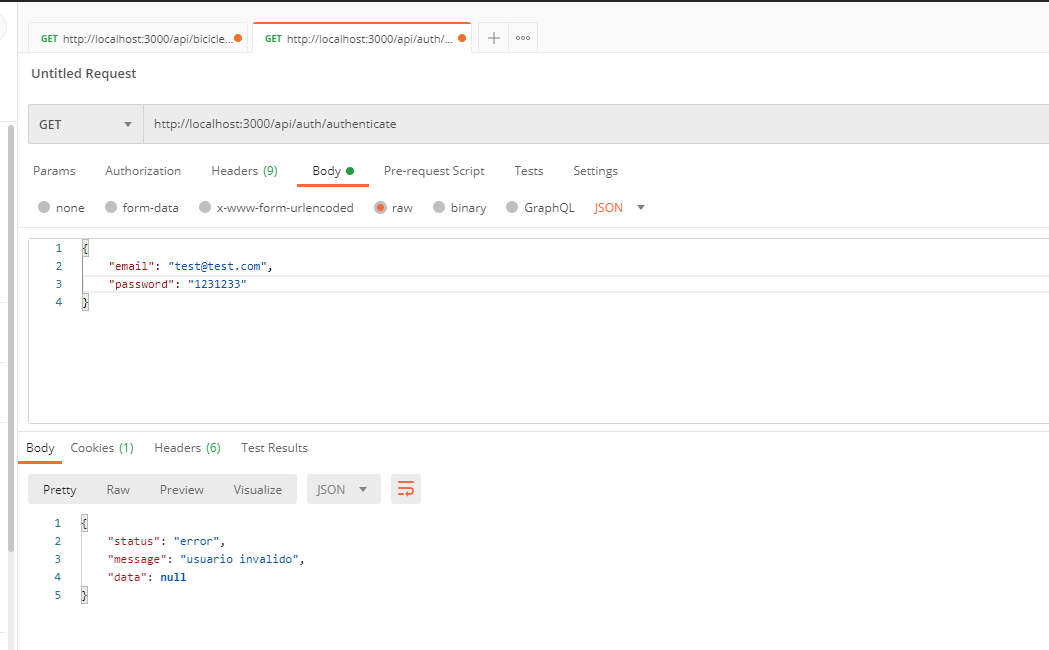 GET http://localhost:3000/api/bicicle... GET http://localhost:3000/api/auth/... + ooo
Untitled Request
GET http://localhost:3000/api/auth/authenticate
Params Authorization Headers (9) Body Pre-request Script Tests Settings
none form-data x-www-form-urlencoded raw binary GraphQL JSON
1 {
2 "email": "test@test.com",
3 "password": "1231233"
4 }
Body Cookies (1) Headers (6) Test Results
Pretty Raw Preview Visualize JSON
1 {
2 "status": "error",
3 "message": "usuario invalido",
4 "data": null
5 }